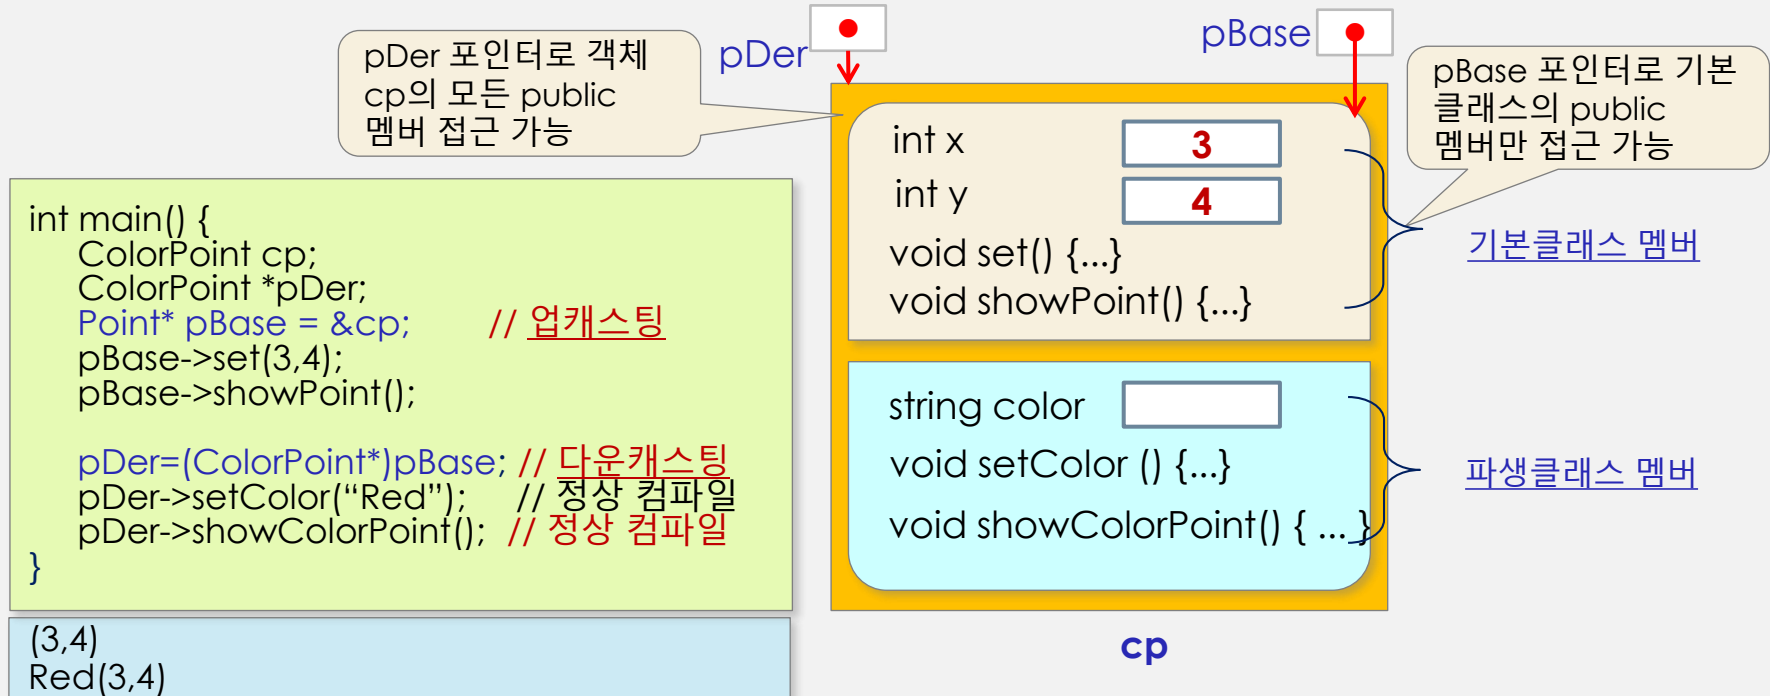 pDer
pBase
pDer 포인터로 객체
cp의 모든 public
멤버 접근 가능
pBase 포인터로 기본
클래스의 public
멤버만 접근 가능
int main() {
ColorPoint cp;
ColorPoint *pDer;
Point* pBase = &cp; // 업캐스팅
pBase->set(3,4);
pBase->showPoint();
pDer=(ColorPoint*)pBase; // 다운캐스팅
pDer->setColor(“Red”); // 정상 컴파일
pDer->showColorPoint(); // 정상 컴파일
}
(3,4)
Red(3,4)
int x 3
int y 4
void set() {...}
void showPoint() {...}
기본클래스 멤버
string color
void setColor () {...}
void showColorPoint() { ... }
파생클래스 멤버
cp